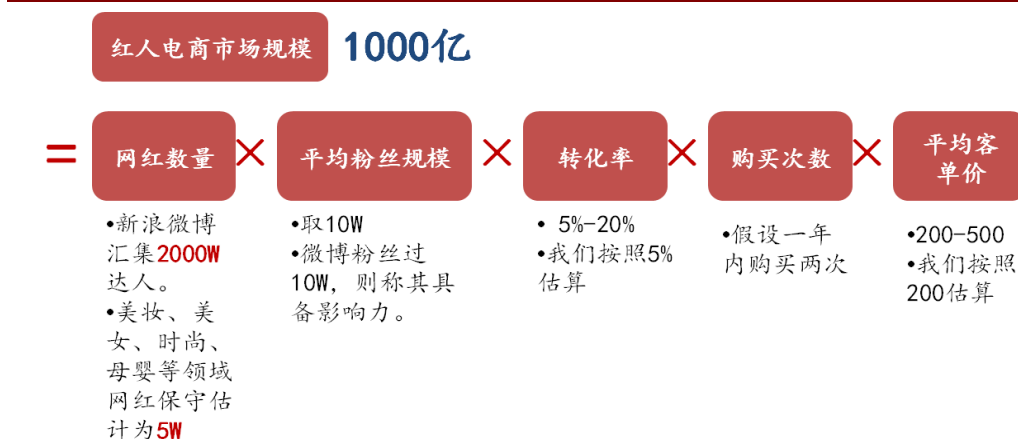 红人电商市场规模 1000亿
= 网红数量 × 平均粉丝规模 × 转化率 × 购买次数 × 平均客
单价
•新浪微博
汇集2000W
达人。
•美妆、美
女、时尚、
母婴等领域
网红保守估
计为5W
•取10W
•微博粉丝过
10W，则称其具
备影响力。
• 5%-20%
•我们按照5%
估算
•假设一年
内购买两次
•200-500
•我们按照
200估算